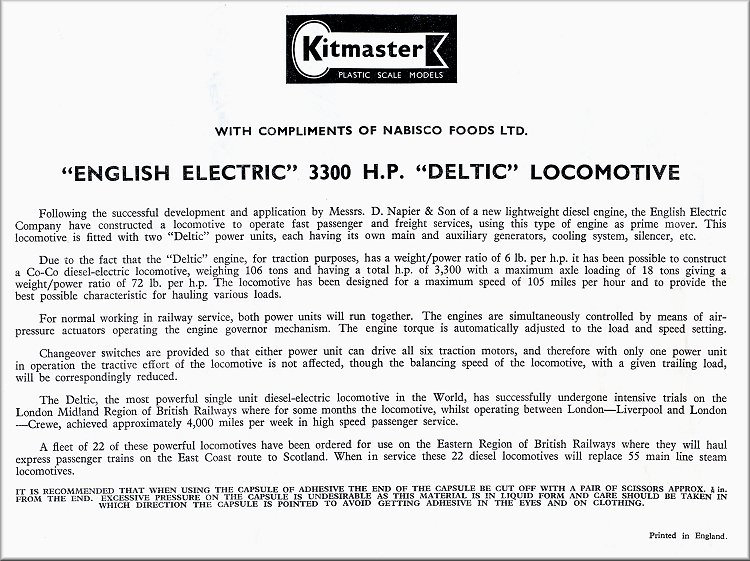 Kitmaster
PLASTIC SCALE MODELS
WITH COMPLIMENTS OF NABISCO FOODS LTD.
“ENGLISH ELECTRIC” 3300 H.P. “DELTIC” LOCOMOTIVE
Following the successful development and application by Messrs. D. Napier & Son of a new lightweight diesel engine, the English Electric
Company have constructed a locomotive to operate fast passenger and freight services, using this type of engine as prime mover. This
locomotive is fitted with two “Deltic” power units, each having its own main and auxiliary generators, cooling system, silencer, etc.
Due to the fact that the “Deltic” engine, for traction purposes, has a weight/power ratio of 6 lb. per h.p. it has been possible to construct
a Co-Co diesel-electric locomotive, weighing 106 tons and having a total h.p. of 3,300 with a maximum axle loading of 18 tons giving a
weight/power ratio of 72 lb. per h.p. The locomotive has been designed for a maximum speed of 105 miles per hour and to provide the
best possible characteristic for hauling various loads.
For normal working in railway service, both power units will run together. The engines are simultaneously controlled by means of air-
pressure actuators operating the engine governor mechanism. The engine torque is automatically adjusted to the load and speed setting.
Changeover switches are provided so that either power unit can drive all six traction motors, and therefore with only one power unit
in operation the tractive effort of the locomotive is not affected, though the balancing speed of the locomotive, with a given trailing load,
will be correspondingly reduced.
The Deltic, the most powerful single unit diesel-electric locomotive in the World, has successfully undergone intensive trials on the
London Midland Region of British Railways where for some months the locomotive, whilst operating between London—Liverpool and London
—Crewe, achieved approximately 4,000 miles per week in high speed passenger service.
A fleet of 22 of these powerful locomotives have been ordered for use on the Eastern Region of British Railways where they will haul
express passenger trains on the East Coast route to Scotland. When in service these 22 diesel locomotives will replace 55 main line steam
locomotives.
IT IS RECOMMENDED THAT WHEN USING THE CAPSULE OF ADHESIVE THE END OF THE CAPSULE BE CUT OFF WITH A PAIR OF SCISSORS APPROX. in.
FROM THE END. EXCESSIVE PRESSURE ON THE CAPSULE IS UNDESIRABLE AS THIS MATERIAL IS IN LIQUID FORM AND CARE SHOULD BE TAKEN IN
WHICH DIRECTION THE CAPSULE IS POINTED TO AVOID GETTING ADHESIVE IN THE EYES AND ON CLOTHING.
Printed in England.